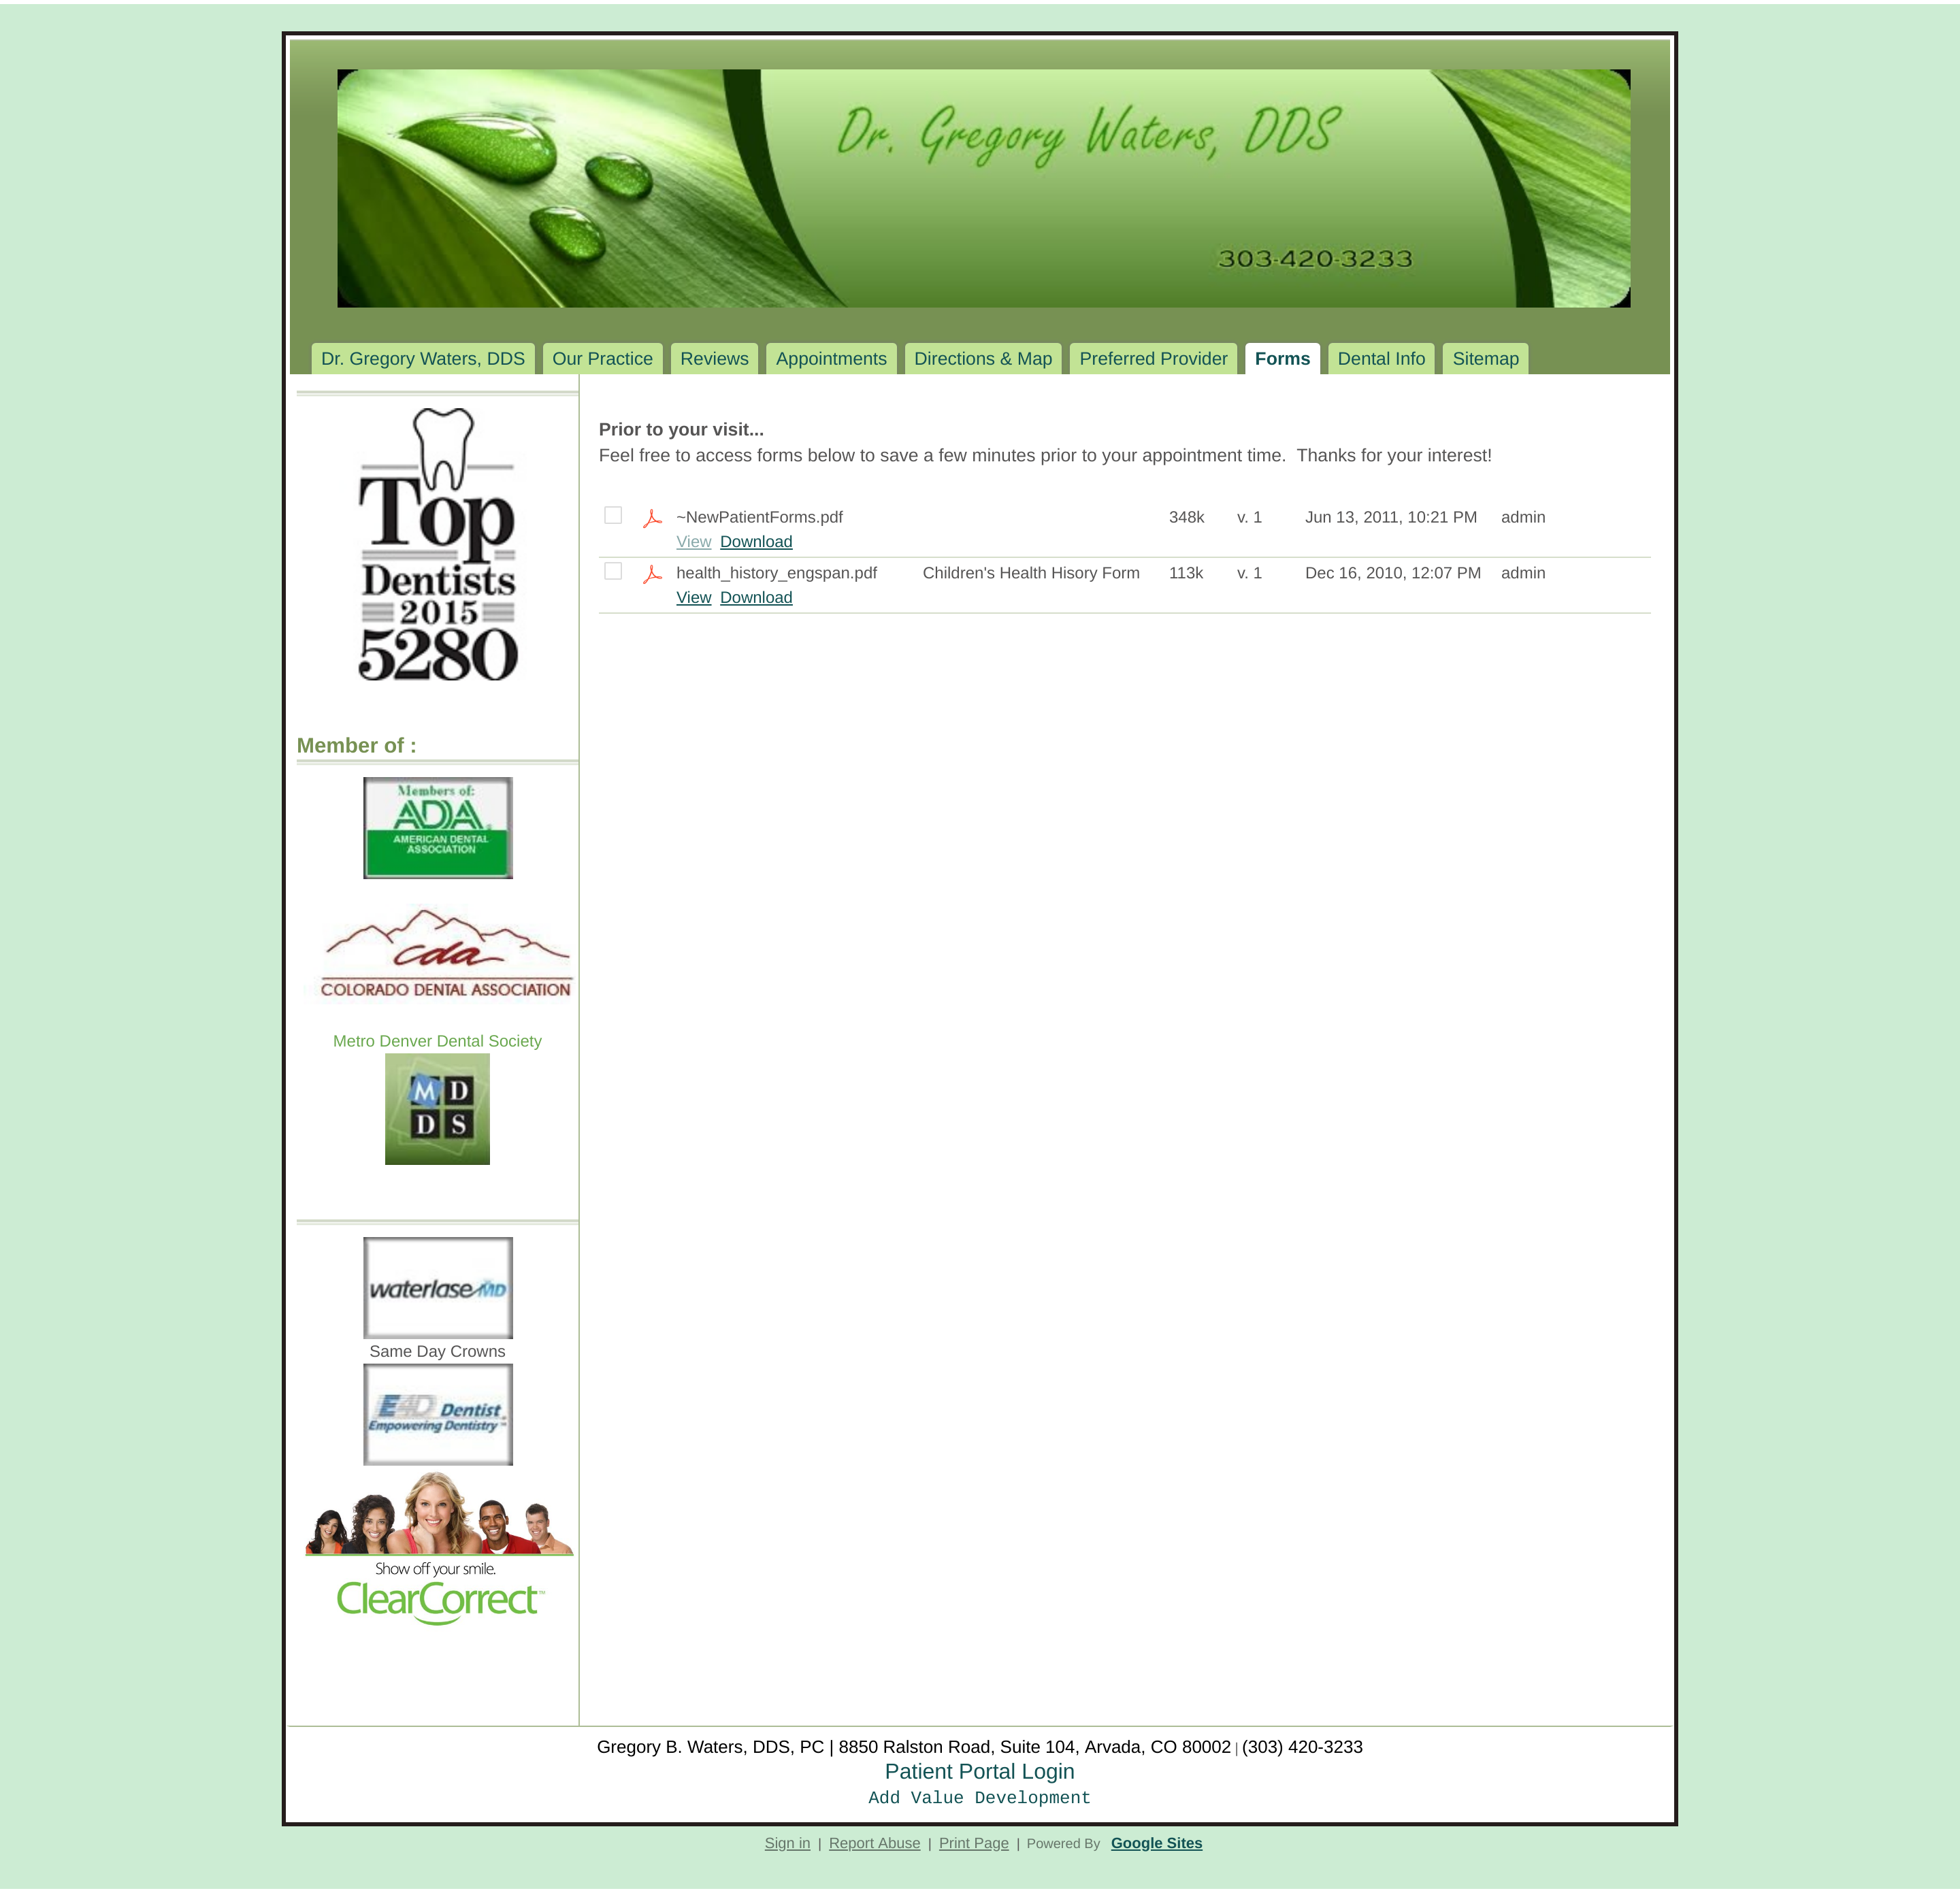 Dr. Gregory Waters, DDS
303-420-3233
Dr. Gregory Waters, DDS Our Practice Reviews Appointments Directions & Map Preferred Provider Forms Dental Info Sitemap
Top
Dentists
2015
5280
Member of :
Members of:
ADA
AMERICAN DENTAL
ASSOCIATION
cda
COLORADO DENTAL ASSOCIATION
Metro Denver Dental Society
M D
D S
waterlase MD
Same Day Crowns
E4D Dentist
Empowering Dentistry™
Show off your smile.
ClearCorrect™
Prior to your visit...
Feel free to access forms below to save a few minutes prior to your appointment time.  Thanks for your interest!
~NewPatientForms.pdf 348k v. 1 Jun 13, 2011, 10:21 PM admin
View Download
health_history_engspan.pdf Children's Health Hisory Form 113k v. 1 Dec 16, 2010, 12:07 PM admin
View Download
Gregory B. Waters, DDS, PC | 8850 Ralston Road, Suite 104, Arvada, CO 80002 | (303) 420-3233
Patient Portal Login
Add Value Development
Sign in | Report Abuse | Print Page | Powered By Google Sites